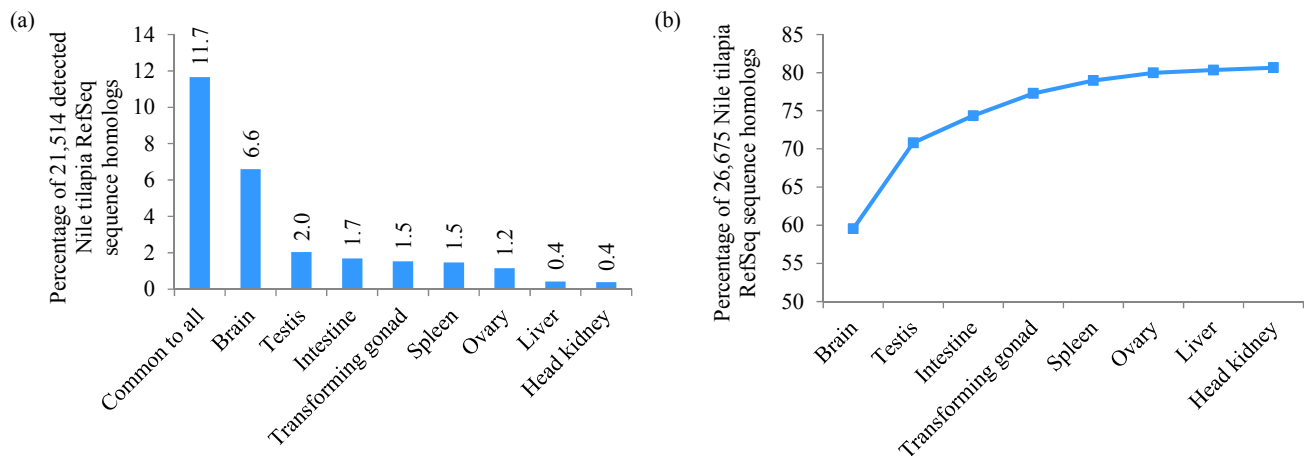 (a)
Percentage of 21,514 detected
Nile tilapia RefSeq
sequence homologs
14
12
10
8
6
4
2
0
11.7
6.6
2.0
1.7
1.5
1.5
1.2
0.4
0.4
Common to all
Brain
Testis
Intestine
Transforming gonad
Spleen
Ovary
Liver
Head kidney
(b)
Percentage of 26,675 Nile tilapia
RefSeq sequence homologs
85
80
75
70
65
60
55
50
Brain
Testis
Intestine
Transforming gonad
Spleen
Ovary
Liver
Head kidney